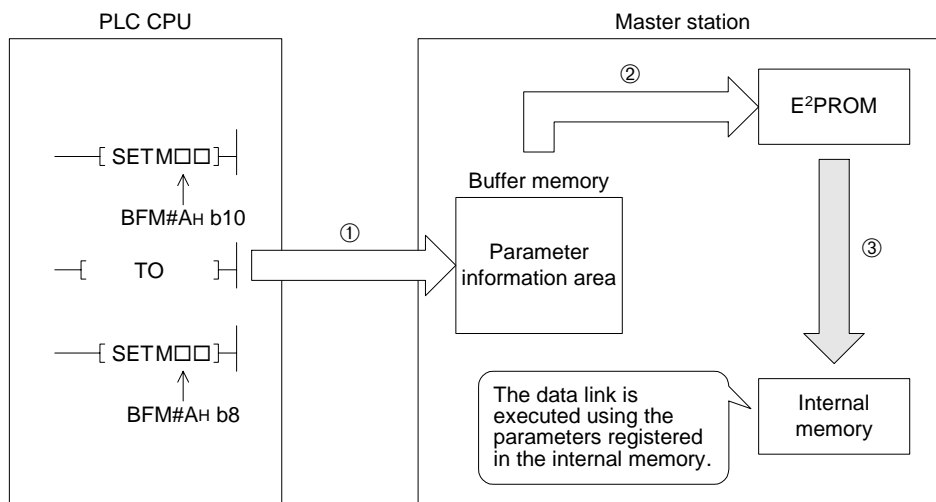 PLC CPU
Master station
②
E²PROM
[ SETM□□ ]
BFM#AH b10
Buffer memory
①
Parameter
information area
[ TO ]
③
[ SETM□□ ]
BFM#AH b8
The data link is
executed using the
parameters registered
in the internal memory.
Internal
memory